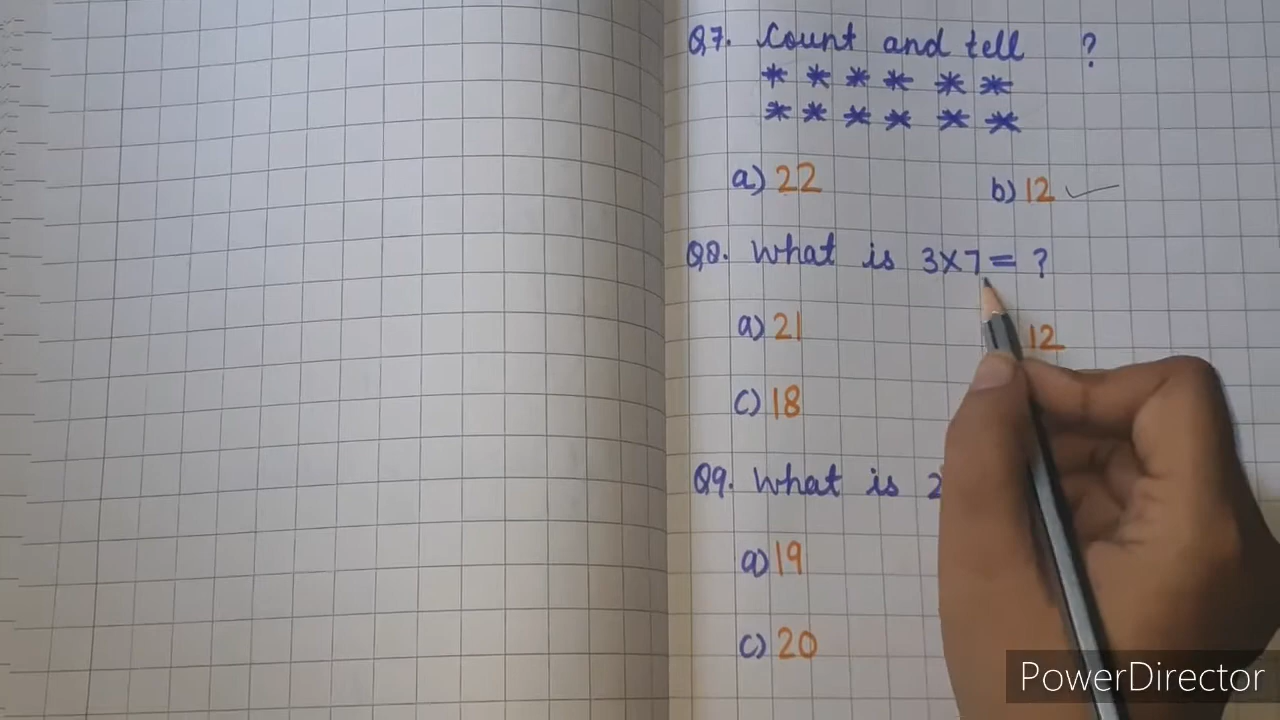 Q7. Count and tell ?
* * * * * *
* * * * * *
a) 22 b) 12 ✓
Q8. What is 3×7= ?
a) 21 12
c) 18
Q9. What is 2
a) 19
c) 20
PowerDirector